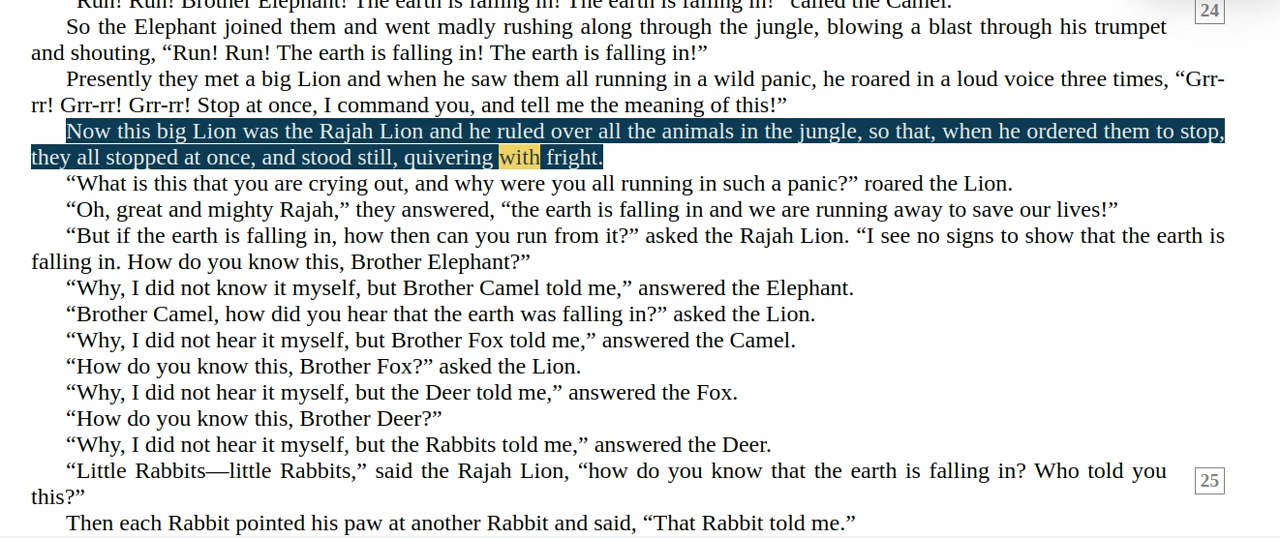 "Run! Run! Brother Elephant! The earth is falling in! The earth is falling in!" called the Camel.
24
So the Elephant joined them and went madly rushing along through the jungle, blowing a blast through his trumpet
and shouting, “Run! Run! The earth is falling in! The earth is falling in!”
Presently they met a big Lion and when he saw them all running in a wild panic, he roared in a loud voice three times, “Grr-
rr! Grr-rr! Grr-rr! Stop at once, I command you, and tell me the meaning of this!”
Now this big Lion was the Rajah Lion and he ruled over all the animals in the jungle, so that, when he ordered them to stop,
they all stopped at once, and stood still, quivering with fright.
“What is this that you are crying out, and why were you all running in such a panic?” roared the Lion.
“Oh, great and mighty Rajah,” they answered, “the earth is falling in and we are running away to save our lives!”
“But if the earth is falling in, how then can you run from it?” asked the Rajah Lion. “I see no signs to show that the earth is
falling in. How do you know this, Brother Elephant?”
“Why, I did not know it myself, but Brother Camel told me,” answered the Elephant.
“Brother Camel, how did you hear that the earth was falling in?” asked the Lion.
“Why, I did not hear it myself, but Brother Fox told me,” answered the Camel.
“How do you know this, Brother Fox?” asked the Lion.
“Why, I did not hear it myself, but the Deer told me,” answered the Fox.
“How do you know this, Brother Deer?”
“Why, I did not hear it myself, but the Rabbits told me,” answered the Deer.
“Little Rabbits—little Rabbits,” said the Rajah Lion, “how do you know that the earth is falling in? Who told you
25
this?”
Then each Rabbit pointed his paw at another Rabbit and said, “That Rabbit told me.”